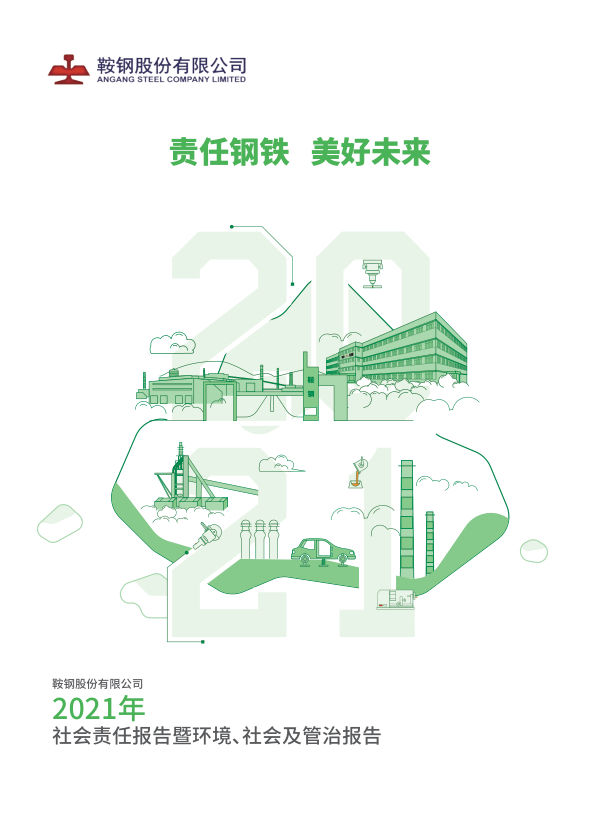 鞍钢股份有限公司
ANGANG STEEL COMPANY LIMITED
责任钢铁 美好未来
20
鞍钢
21
鞍钢股份有限公司
2021年
社会责任报告暨环境、社会及管治报告